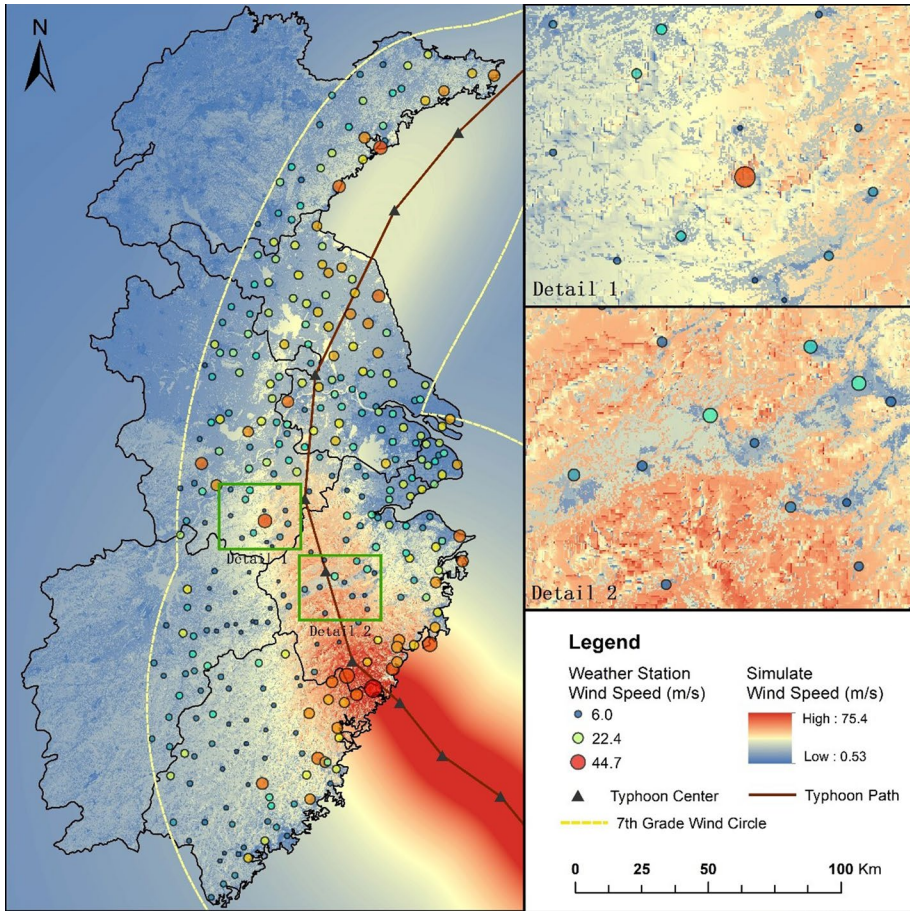 N
Detail 1
Detail 2
Detail 1
Detail 2
Legend
Weather Station
Wind Speed (m/s)
6.0
22.4
44.7
Simulate
Wind Speed (m/s)
High : 75.4
Low : 0.53
Typhoon Center
Typhoon Path
7th Grade Wind Circle
0 25 50 100 Km